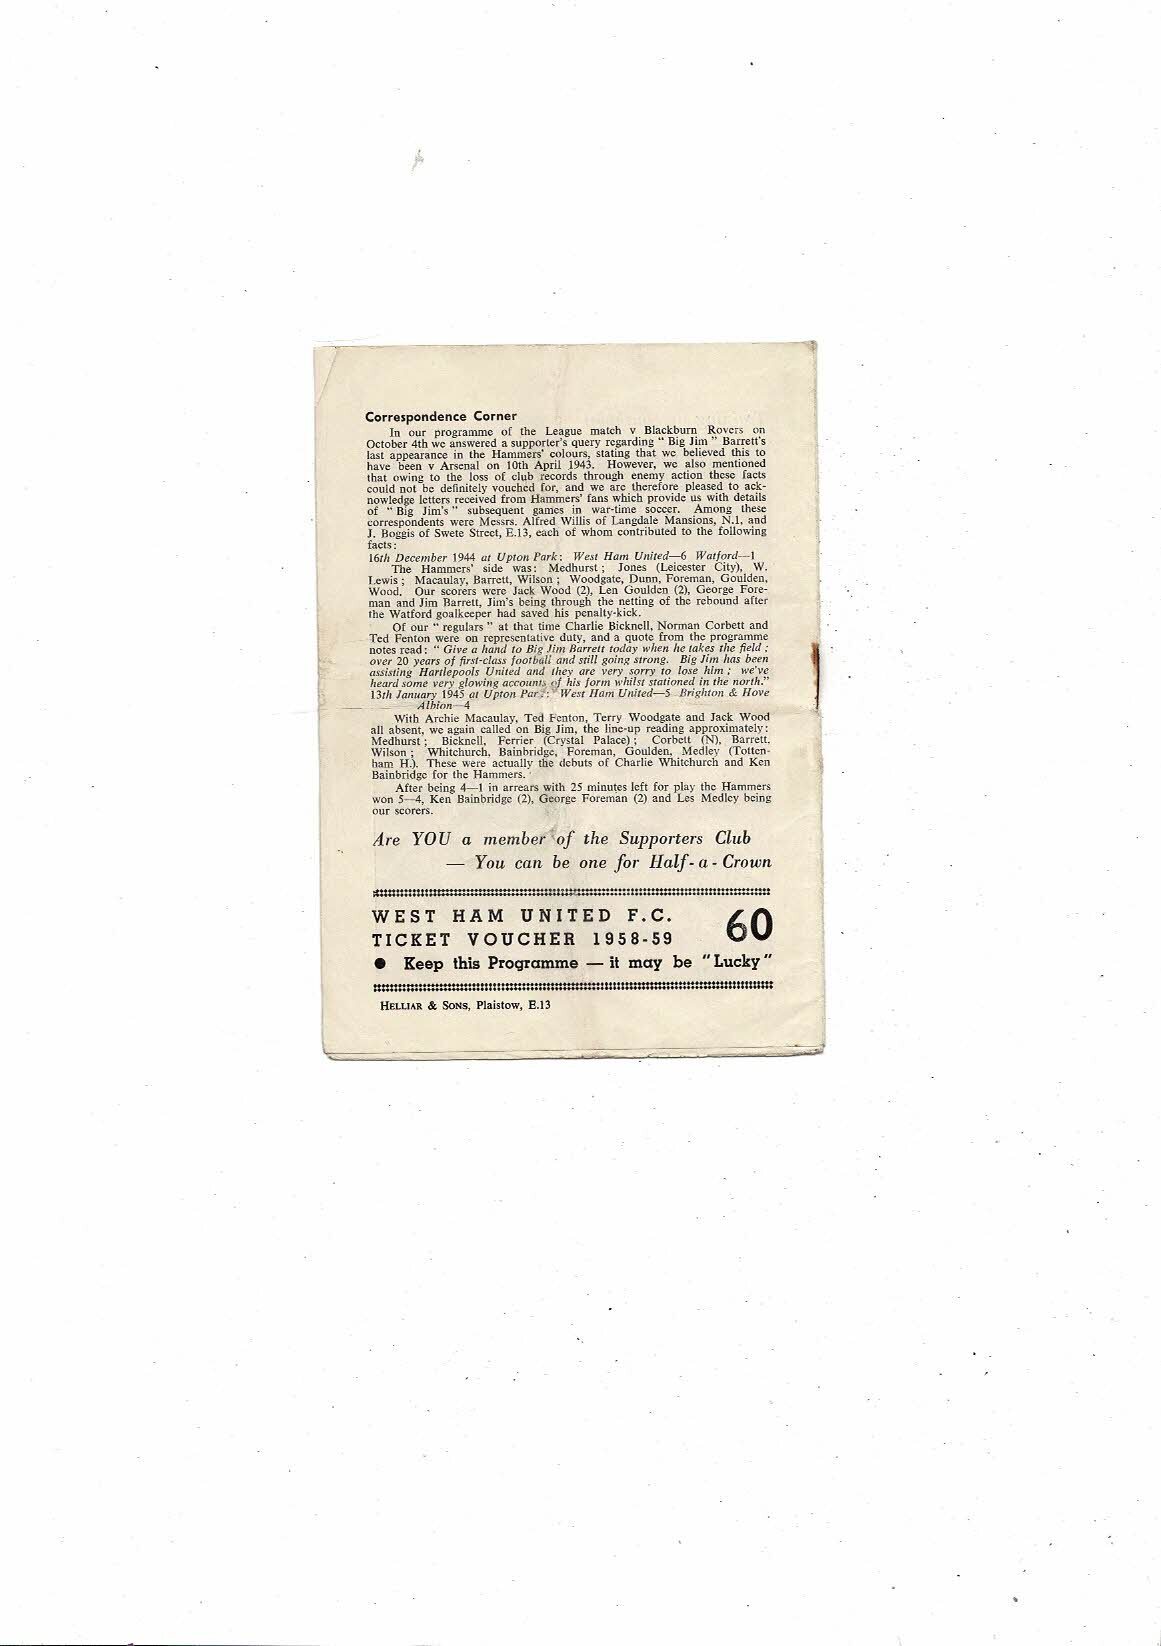 Correspondence Corner
In our programme of the League match v Blackburn Rovers on
October 4th we answered a supporter's query regarding " Big Jim " Barrett's
last appearance in the Hammers' colours, stating that we believed this to
have been v Arsenal on 10th April 1943. However, we also mentioned
that owing to the loss of club records through enemy action these facts
could not be definitely vouched for, and we are therefore pleased to ack-
nowledge letters received from Hammers' fans which provide us with details
of " Big Jim's " subsequent games in war-time soccer. Among these
correspondents were Messrs. Alfred Willis of Langdale Mansions, N.1, and
J. Boggis of Swete Street, E.13, each of whom contributed to the following
facts :
16th December 1944 at Upton Park : West Ham United—6 Watford—1
The Hammers' side was : Medhurst ; Jones (Leicester City), W.
Lewis ; Macaulay, Barrett, Wilson ; Woodgate, Dunn, Foreman, Goulden,
Wood. Our scorers were Jack Wood (2), Len Goulden (2), George Fore-
man and Jim Barrett, Jim's being through the netting of the rebound after
the Watford goalkeeper had saved his penalty-kick.
Of our " regulars " at that time Charlie Bicknell, Norman Corbett and
Ted Fenton were on representative duty, and a quote from the programme
notes read : " Give a hand to Big Jim Barrett today when he takes the field ;
over 20 years of first-class football and still going strong. Big Jim has been
assisting Hartlepools United and they are very sorry to lose him ; we've
heard some very glowing accounts of his form whilst stationed in the north."
13th January 1945 at Upton Park : West Ham United—5 Brighton & Hove
Albion—4
With Archie Macaulay, Ted Fenton, Terry Woodgate and Jack Wood
all absent, we again called on Big Jim, the line-up reading approximately :
Medhurst ; Bicknell, Ferrier (Crystal Palace) ; Corbett (N), Barrett,
Wilson ; Whitchurch, Bainbridge, Foreman, Goulden, Medley (Totten-
ham H.). These were actually the debuts of Charlie Whitchurch and Ken
Bainbridge for the Hammers.
After being 4—1 in arrears with 25 minutes left for play the Hammers
won 5—4, Ken Bainbridge (2), George Foreman (2) and Les Medley being
our scorers.
Are YOU a member of the Supporters Club
— You can be one for Half-a-Crown
WEST HAM UNITED F.C. 60
TICKET VOUCHER 1958-59
● Keep this Programme — it may be "Lucky"
HELLIAR & SONS, Plaistow, E.13